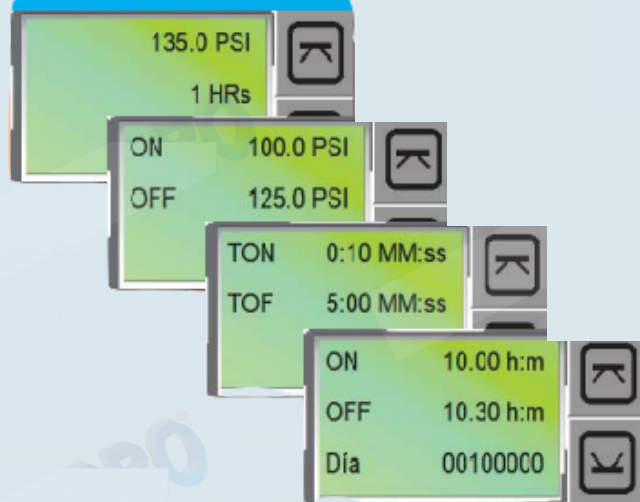 135.0 PSI
1 HRs
ON 100.0 PSI
OFF 125.0 PSI
TON 0:10 MM:ss
TOF 5:00 MM:ss
ON 10.00 h:m
OFF 10.30 h:m
Día 00100000